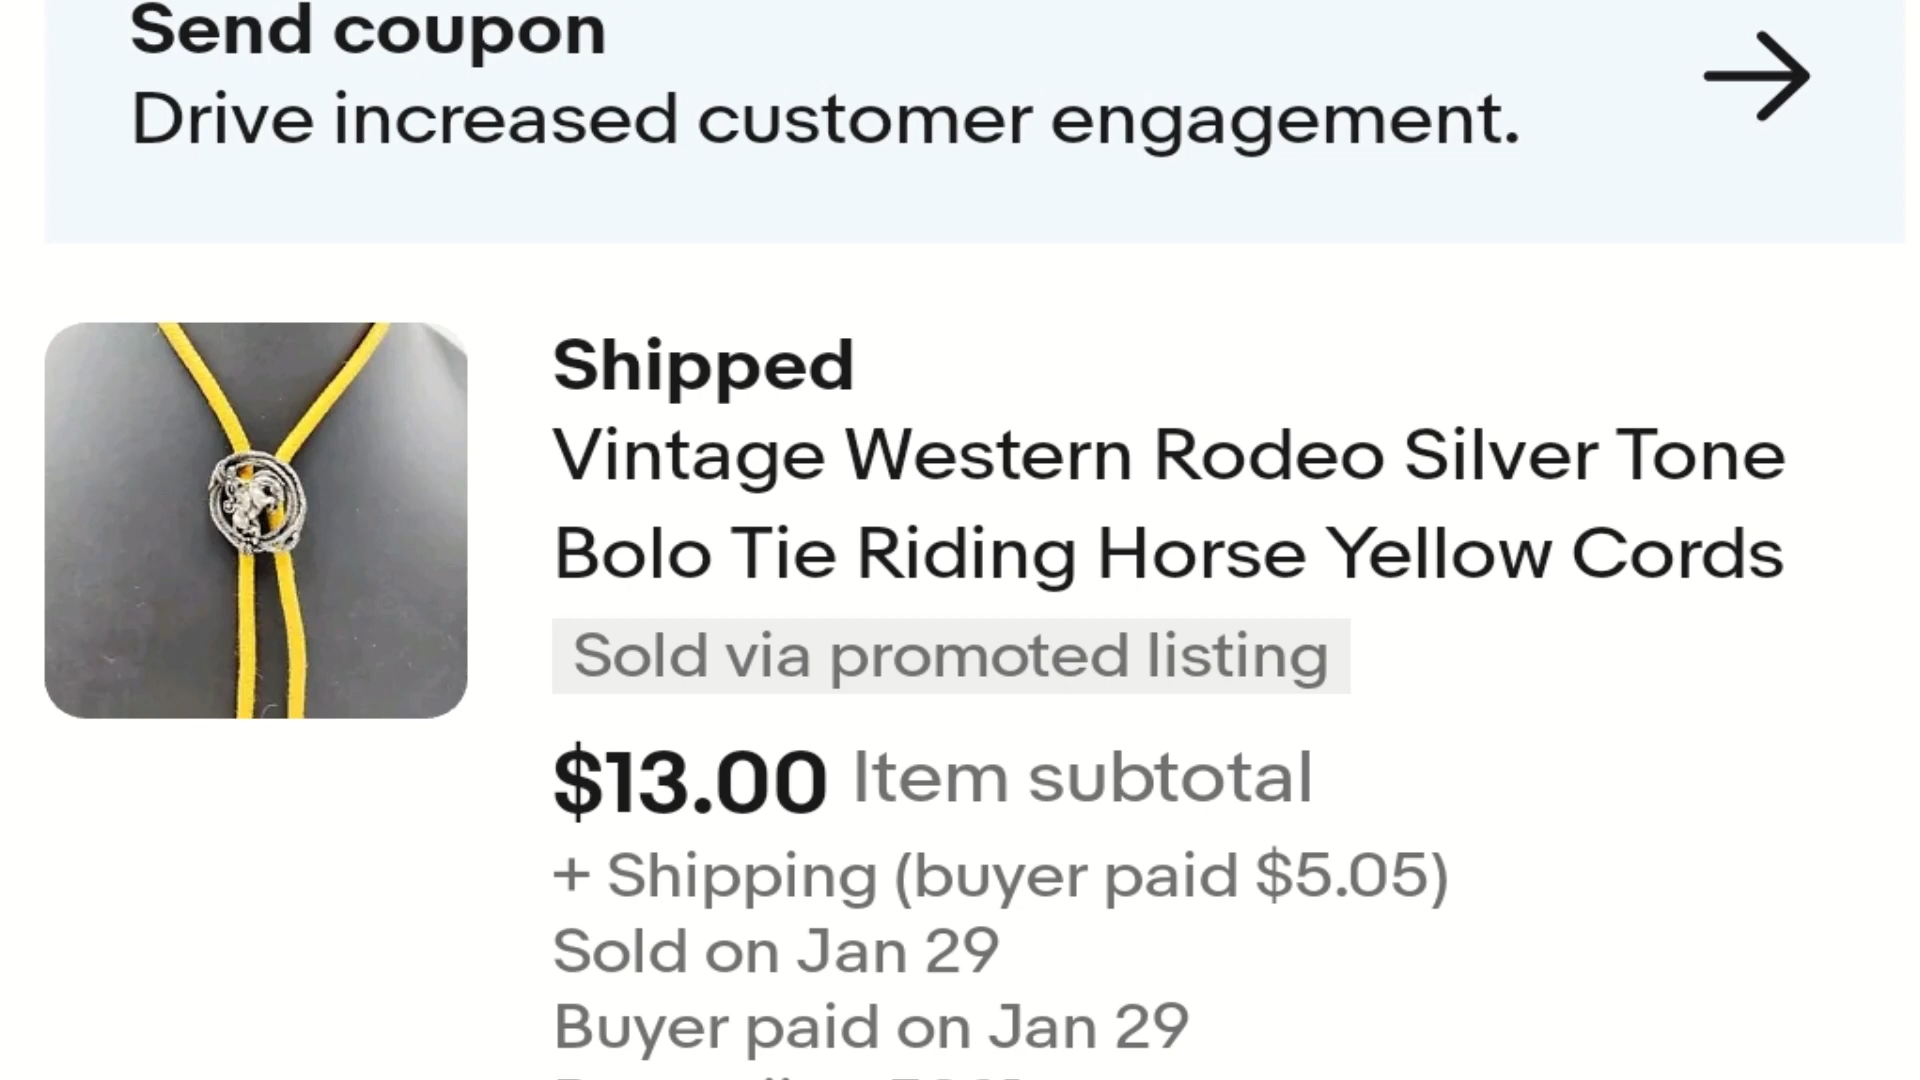 Send coupon
Drive increased customer engagement.
Shipped
Vintage Western Rodeo Silver Tone
Bolo Tie Riding Horse Yellow Cords
Sold via promoted listing
$13.00 Item subtotal
+ Shipping (buyer paid $5.05)
Sold on Jan 29
Buyer paid on Jan 29